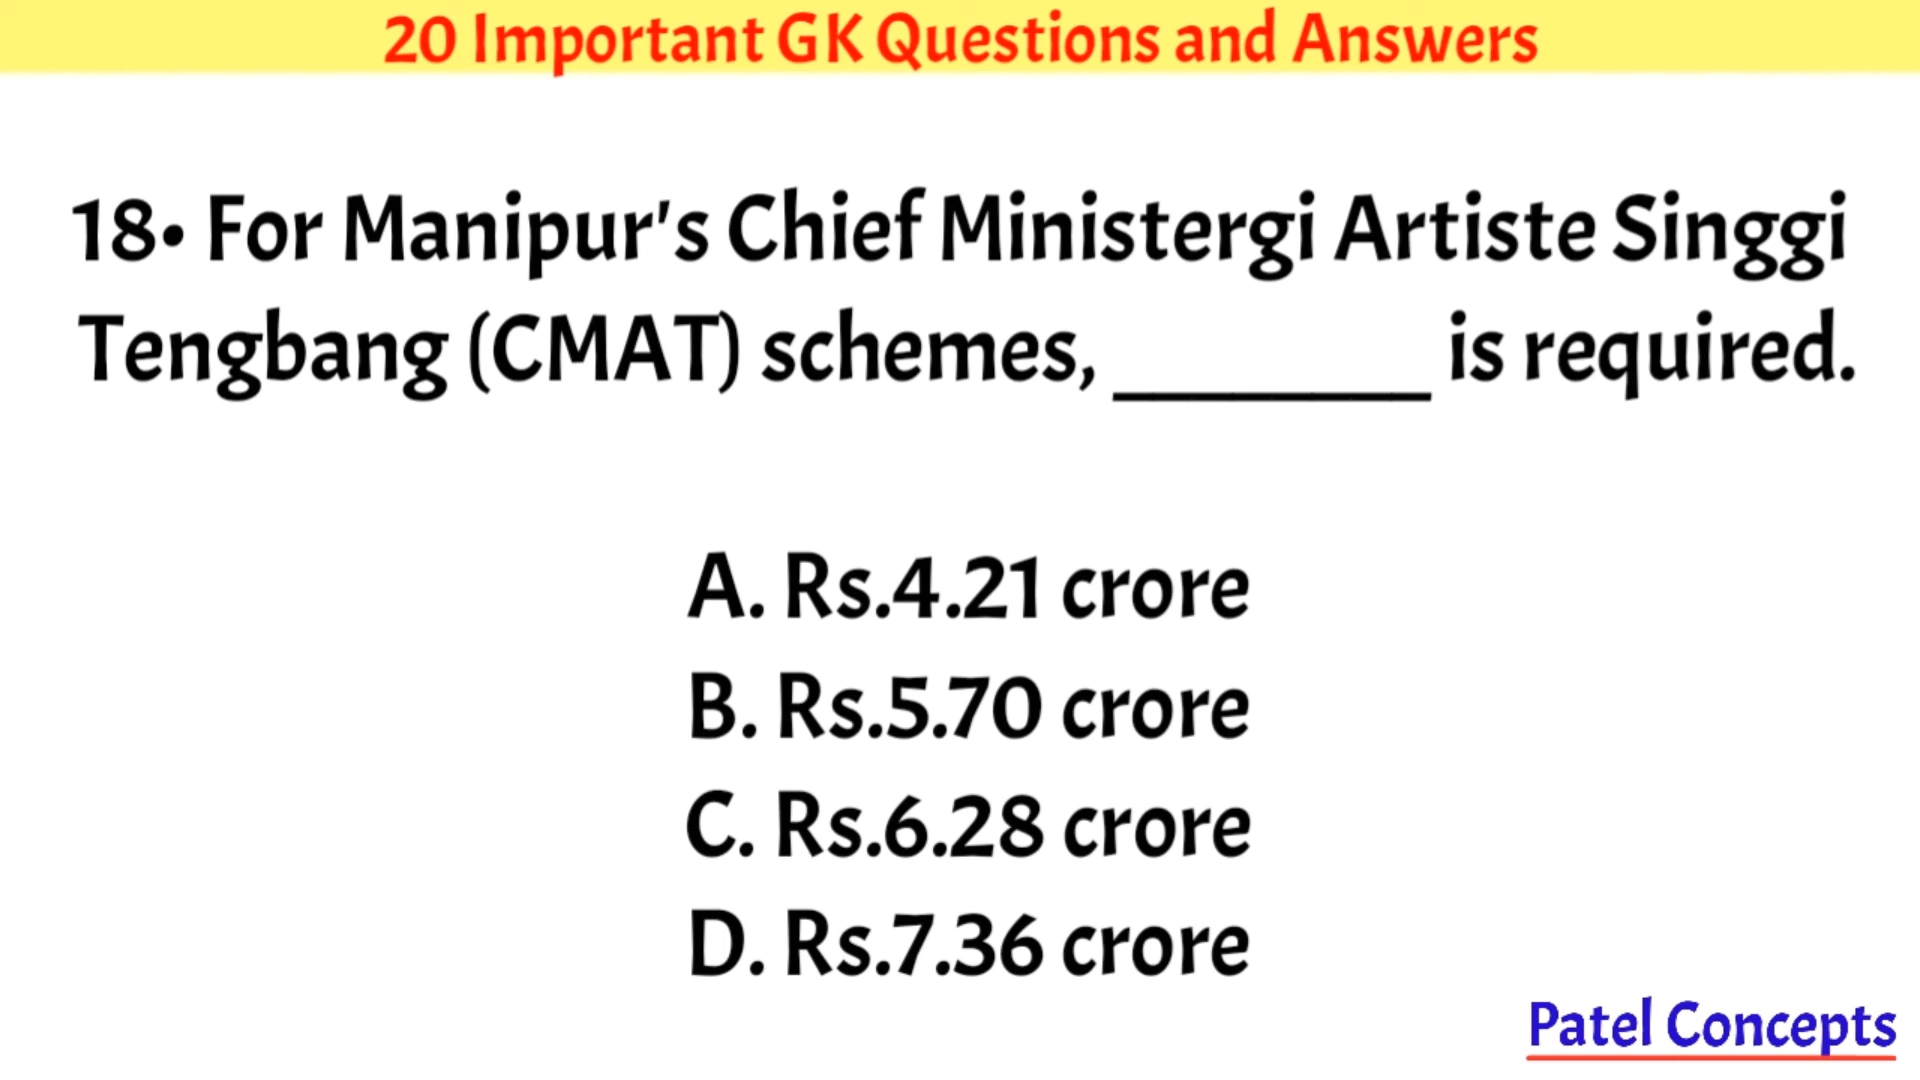 20 Important GK Questions and Answers
18• For Manipur's Chief Ministergi Artiste Singgi
Tengbang (CMAT) schemes, ________ is required.
A. Rs.4.21 crore
B. Rs.5.70 crore
C. Rs.6.28 crore
D. Rs.7.36 crore
Patel Concepts